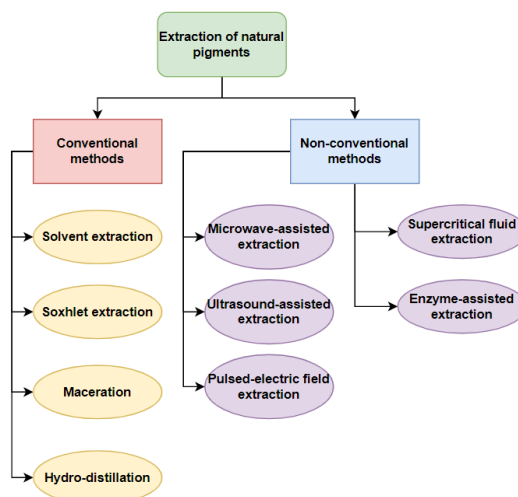 Extraction of natural
pigments
Conventional
methods
Non-conventional
methods
Solvent extraction
Soxhlet extraction
Maceration
Hydro-distillation
Microwave-assisted
extraction
Ultrasound-assisted
extraction
Pulsed-electric field
extraction
Supercritical fluid
extraction
Enzyme-assisted
extraction